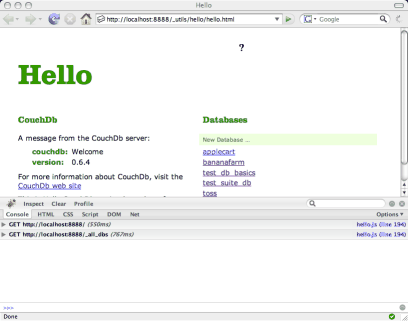 Hello
http://localhost:8888/_utils/hello/hello.html
Google
?
Hello
CouchDb
A message from the CouchDb server:
couchdb: Welcome
version: 0.6.4
For more information about CouchDb, visit the
CouchDb web site
Databases
New Database ...
applecart
bananafarm
test_db_basics
test_suite_db
toss
Inspect Clear Profile
Console HTML CSS Script DOM Net Options
GET http://localhost:8888/ (550ms) hello.js (line 194)
GET http://localhost:8888/_all_dbs (767ms) hello.js (line 194)
>>>
Done